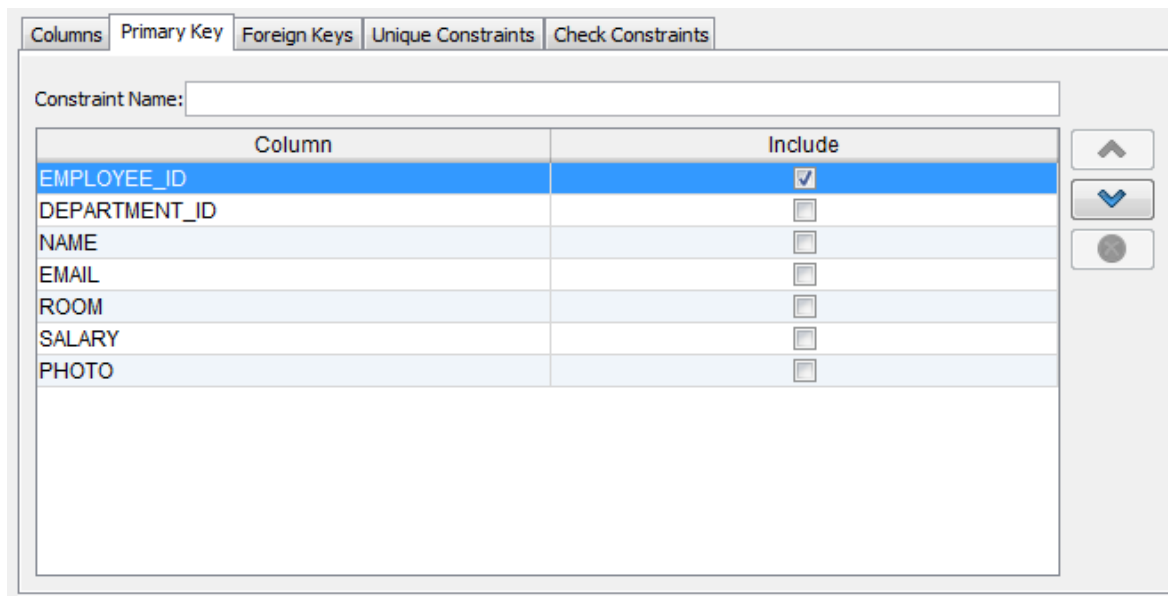 Columns Primary Key Foreign Keys Unique Constraints Check Constraints
Constraint Name:
Column Include
EMPLOYEE_ID
DEPARTMENT_ID
NAME
EMAIL
ROOM
SALARY
PHOTO